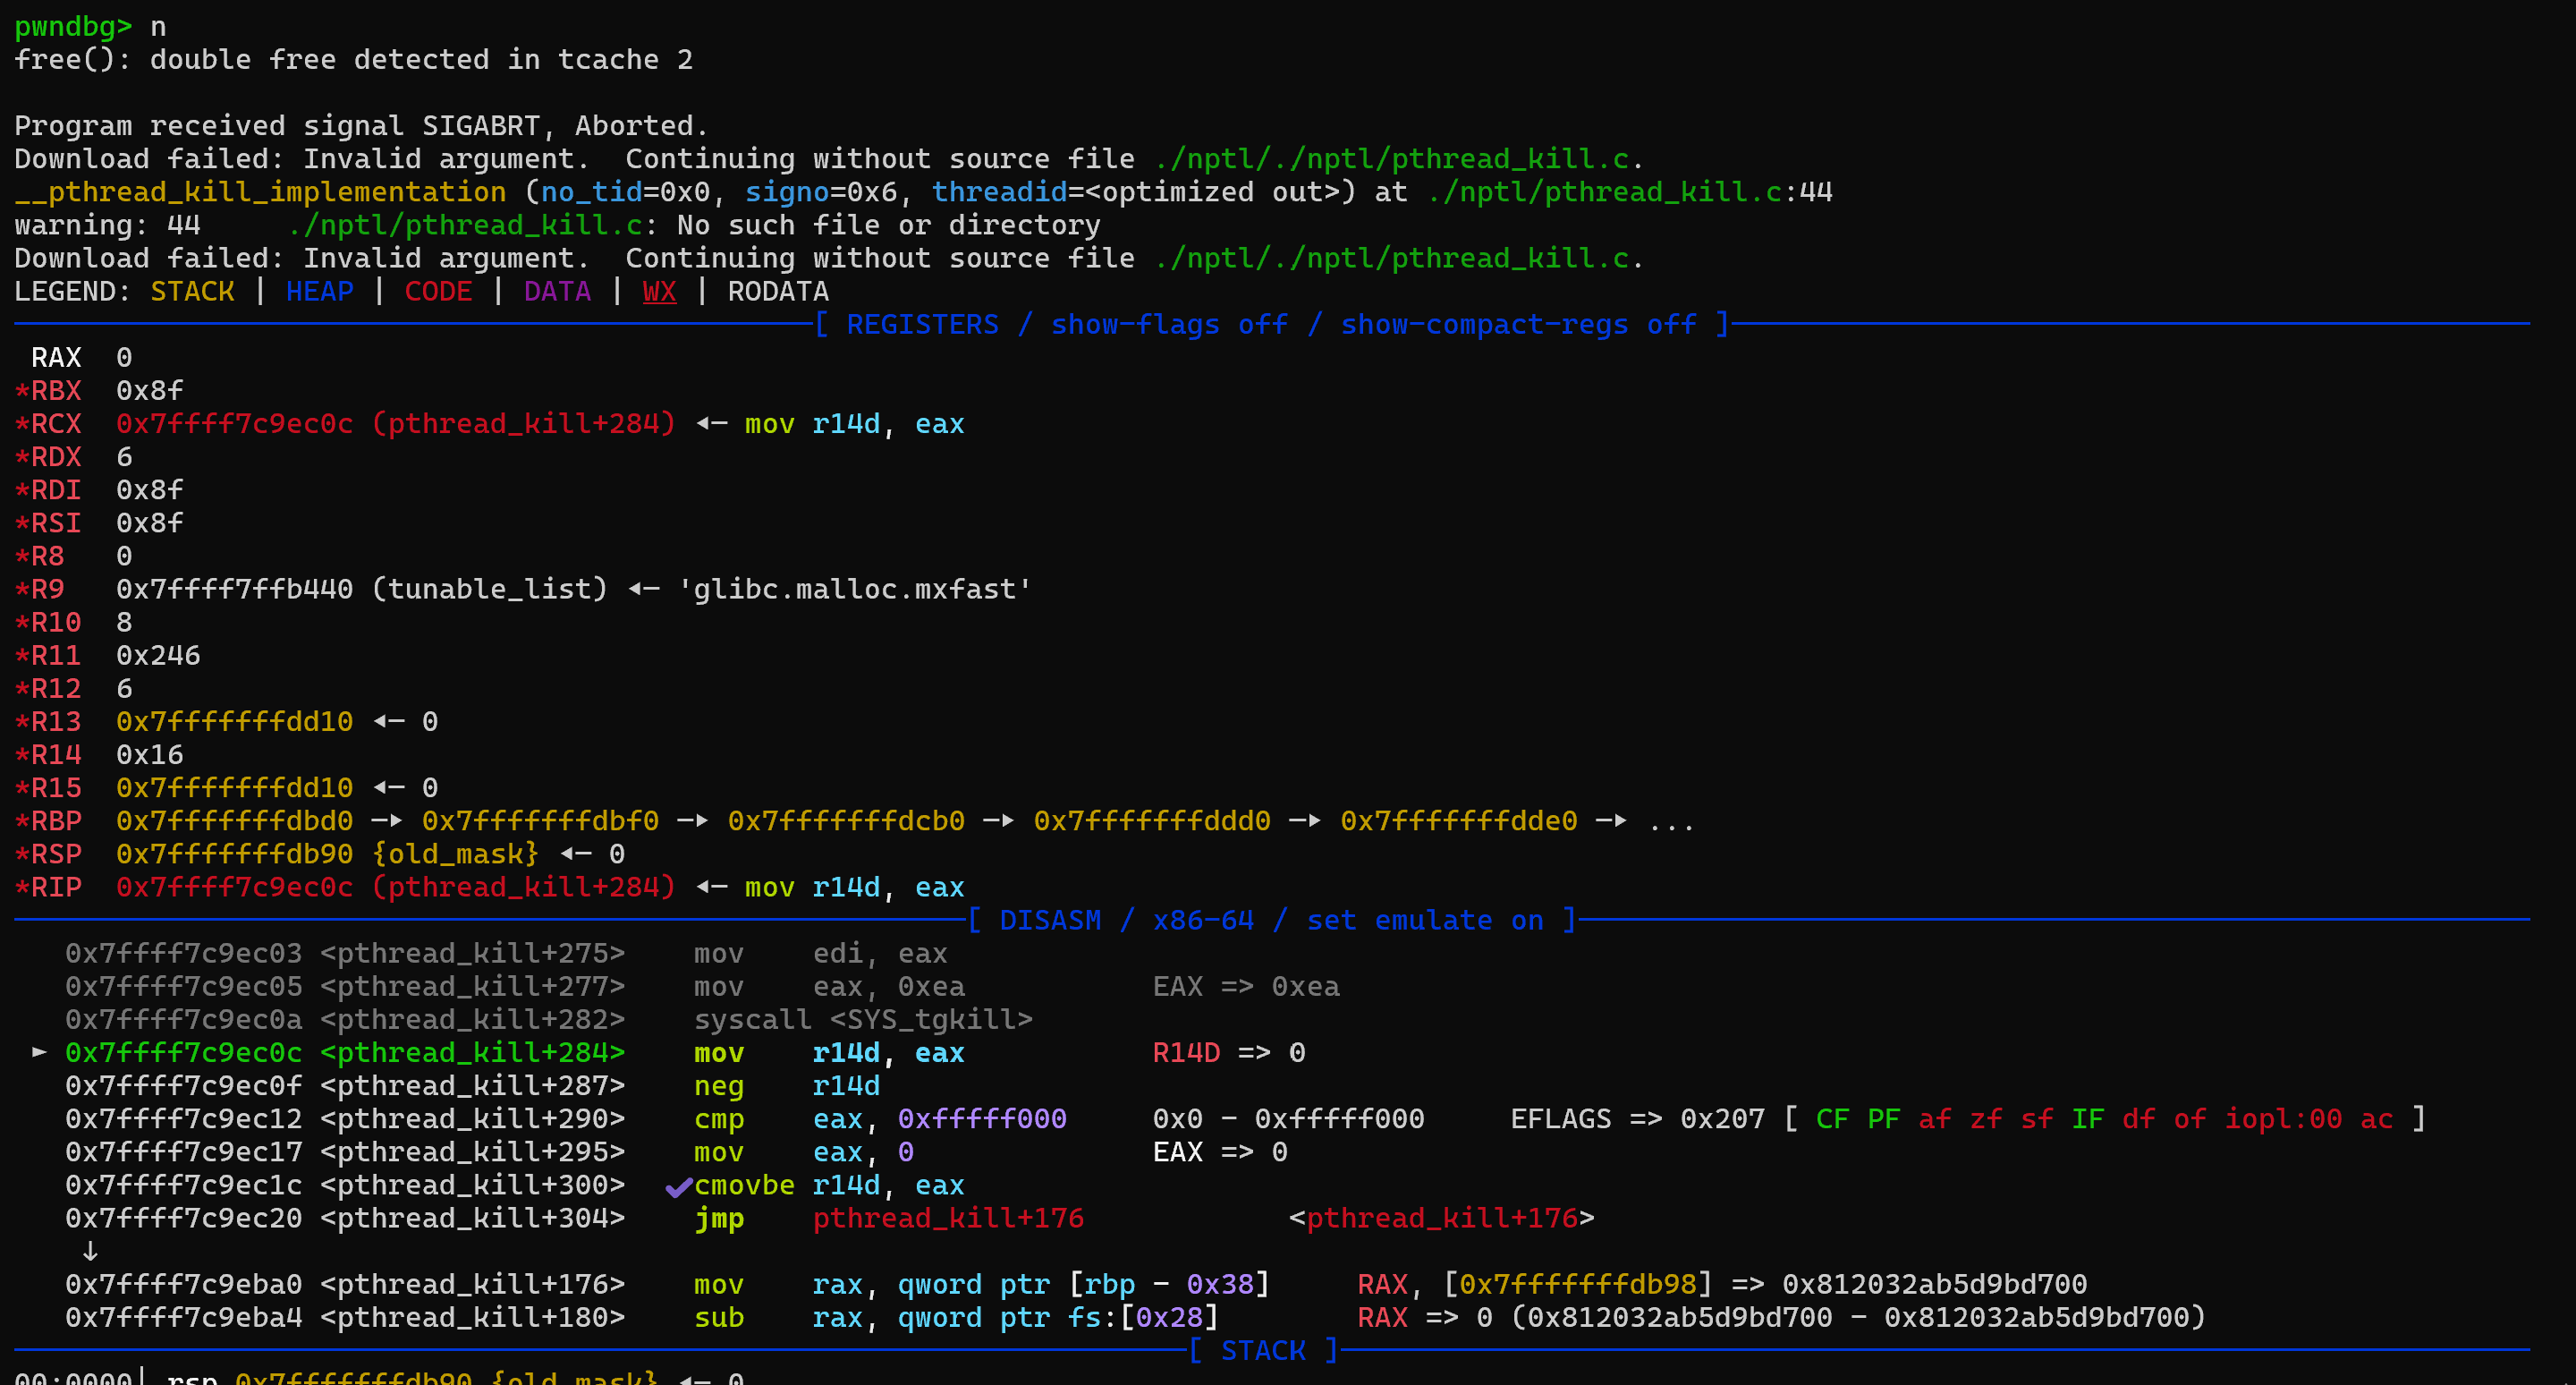 pwndbg> n
free(): double free detected in tcache 2
Program received signal SIGABRT, Aborted.
Download failed: Invalid argument.  Continuing without source file ./nptl/./nptl/pthread_kill.c.
__pthread_kill_implementation (no_tid=0x0, signo=0x6, threadid=<optimized out>) at ./nptl/pthread_kill.c:44
warning: 44     ./nptl/pthread_kill.c: No such file or directory
Download failed: Invalid argument.  Continuing without source file ./nptl/./nptl/pthread_kill.c.
LEGEND: STACK | HEAP | CODE | DATA | WX | RODATA
[ REGISTERS / show-flags off / show-compact-regs off ]
 RAX  0
*RBX  0x8f
*RCX  0x7ffff7c9ec0c (pthread_kill+284) ◂— mov r14d, eax
*RDX  6
*RDI  0x8f
*RSI  0x8f
*R8   0
*R9   0x7ffff7ffb440 (tunable_list) ◂— 'glibc.malloc.mxfast'
*R10  8
*R11  0x246
*R12  6
*R13  0x7fffffffdd10 ◂— 0
*R14  0x16
*R15  0x7fffffffdd10 ◂— 0
*RBP  0x7fffffffdbd0 —▸ 0x7fffffffdbf0 —▸ 0x7fffffffdcb0 —▸ 0x7fffffffddd0 —▸ 0x7fffffffdde0 —▸ ...
*RSP  0x7fffffffdb90 {old_mask} ◂— 0
*RIP  0x7ffff7c9ec0c (pthread_kill+284) ◂— mov r14d, eax
[ DISASM / x86-64 / set emulate on ]
   0x7ffff7c9ec03 <pthread_kill+275>    mov    edi, eax
   0x7ffff7c9ec05 <pthread_kill+277>    mov    eax, 0xea           EAX => 0xea
   0x7ffff7c9ec0a <pthread_kill+282>    syscall <SYS_tgkill>
 ► 0x7ffff7c9ec0c <pthread_kill+284>    mov    r14d, eax           R14D => 0
   0x7ffff7c9ec0f <pthread_kill+287>    neg    r14d
   0x7ffff7c9ec12 <pthread_kill+290>    cmp    eax, 0xfffff000     0x0 - 0xfffff000     EFLAGS => 0x207 [ CF PF af zf sf IF df of iopl:00 ac ]
   0x7ffff7c9ec17 <pthread_kill+295>    mov    eax, 0              EAX => 0
   0x7ffff7c9ec1c <pthread_kill+300>  ✔ cmovbe r14d, eax
   0x7ffff7c9ec20 <pthread_kill+304>    jmp    pthread_kill+176            <pthread_kill+176>
    ↓
   0x7ffff7c9eba0 <pthread_kill+176>    mov    rax, qword ptr [rbp - 0x38]     RAX, [0x7fffffffdb98] => 0x812032ab5d9bd700
   0x7ffff7c9eba4 <pthread_kill+180>    sub    rax, qword ptr fs:[0x28]        RAX => 0 (0x812032ab5d9bd700 - 0x812032ab5d9bd700)
[ STACK ]
00:0000│ rsp 0x7fffffffdb90 {old_mask} ◂— 0